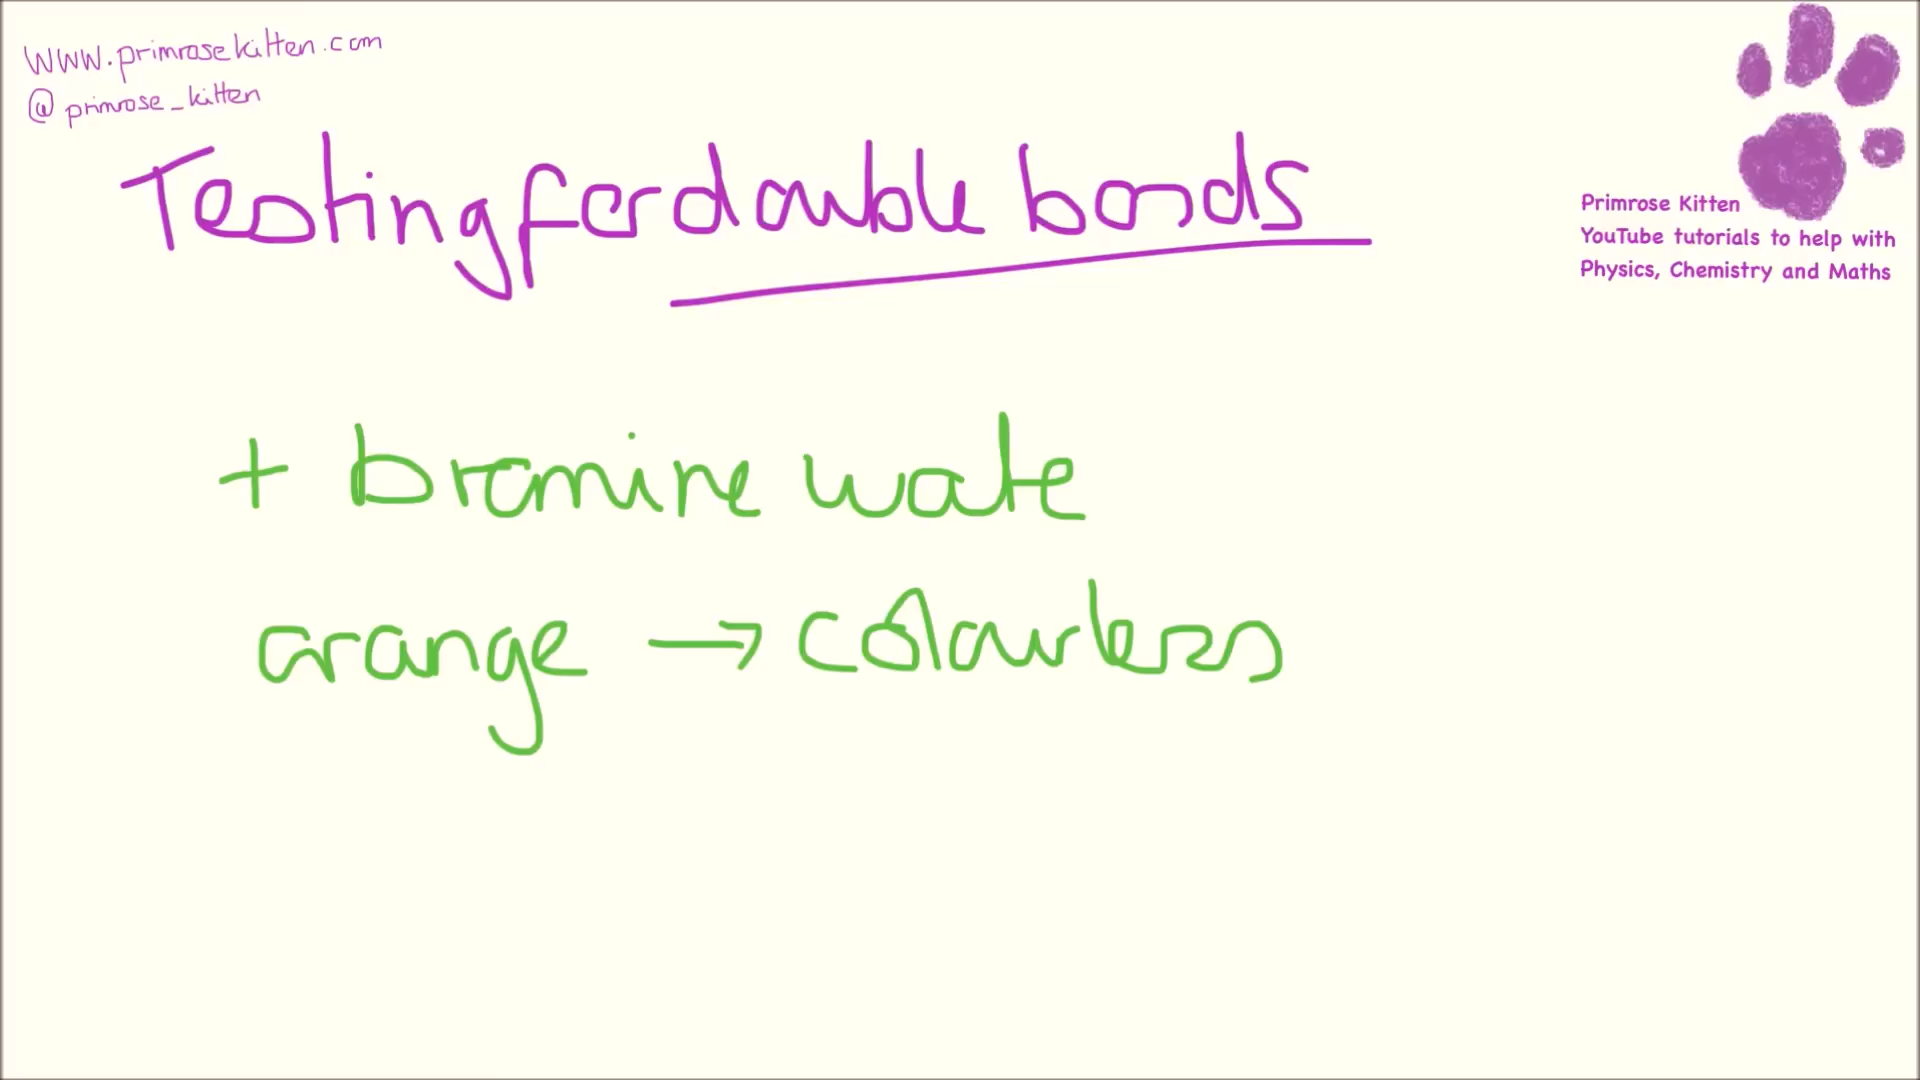 www.primrosekitten.com
@primrose_kitten
Testing for double bonds
Primrose Kitten
YouTube tutorials to help with
Physics, Chemistry and Maths
+ bromine wate
orange → colourless